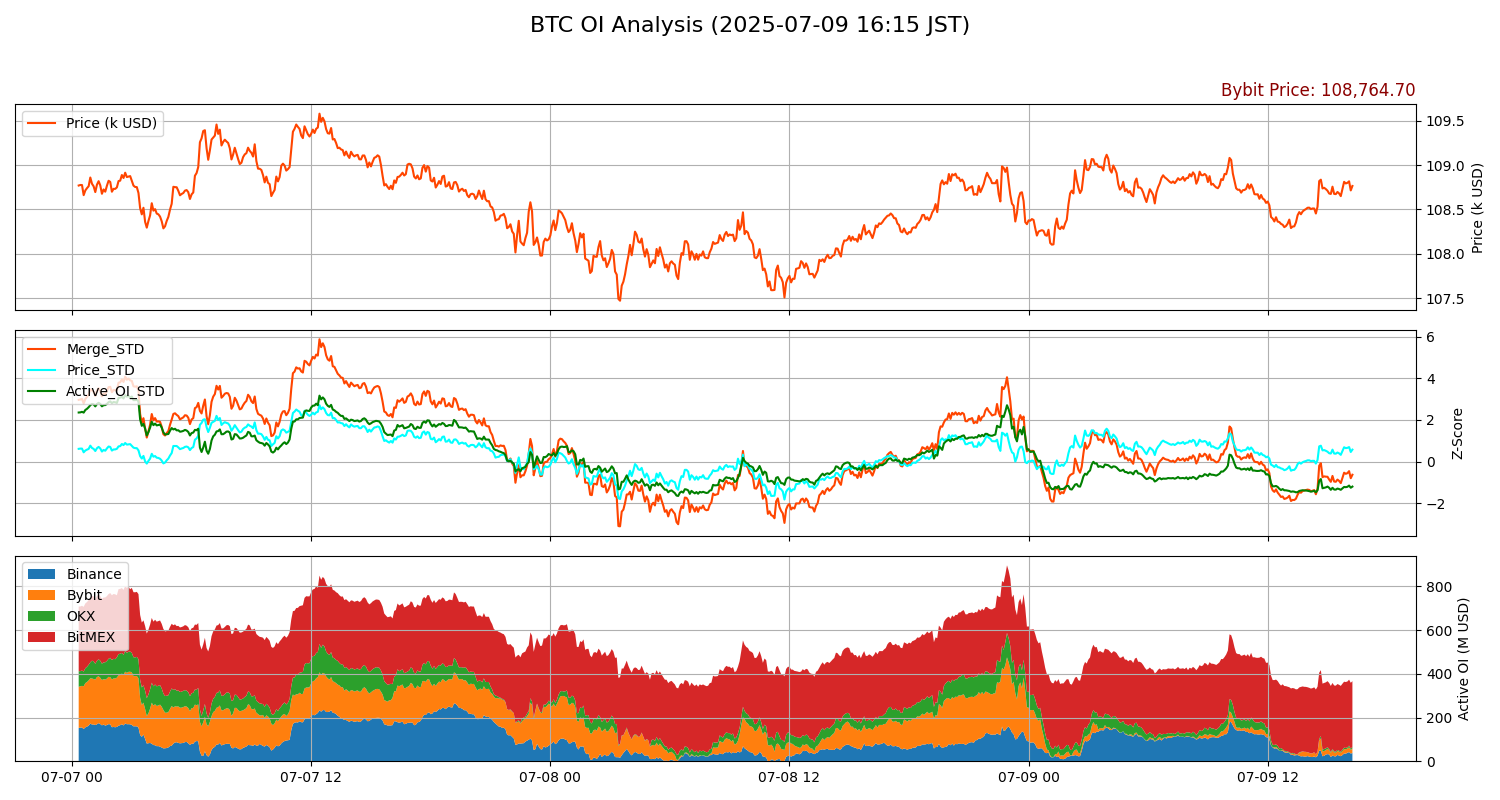 BTC OI Analysis (2025-07-09 16:15 JST)
Bybit Price: 108,764.70
Price (k USD)
109.5
109.0
108.5
108.0
107.5
Price (k USD)
Merge_STD
Price_STD
Active_OI_STD
6
4
2
0
−2
Z-Score
Binance
Bybit
OKX
BitMEX
800
600
400
200
0
Active OI (M USD)
07-07 00
07-07 12
07-08 00
07-08 12
07-09 00
07-09 12